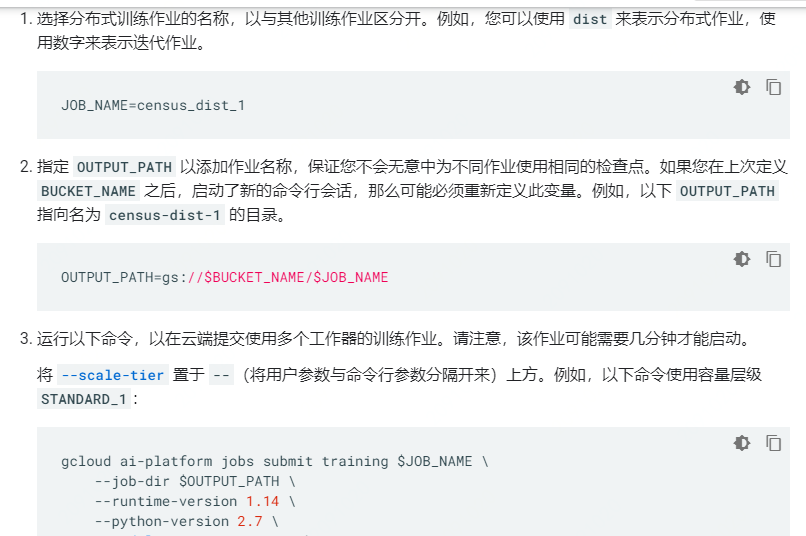 1. 选择分布式训练作业的名称，以与其他训练作业区分开。例如，您可以使用 dist 来表示分布式作业，使
用数字来表示迭代作业。
JOB_NAME=census_dist_1
2. 指定 OUTPUT_PATH 以添加作业名称，保证您不会无意中为不同作业使用相同的检查点。如果您在上次定义
BUCKET_NAME 之后，启动了新的命令行会话，那么可能必须重新定义此变量。例如，以下 OUTPUT_PATH
指向名为 census-dist-1 的目录。
OUTPUT_PATH=gs://$BUCKET_NAME/$JOB_NAME
3. 运行以下命令，以在云端提交使用多个工作器的训练作业。请注意，该作业可能需要几分钟才能启动。
将 --scale-tier 置于 --（将用户参数与命令行参数分隔开来）上方。例如，以下命令使用容量层级
STANDARD_1：
gcloud ai-platform jobs submit training $JOB_NAME \
--job-dir $OUTPUT_PATH \
--runtime-version 1.14 \
--python-version 2.7 \